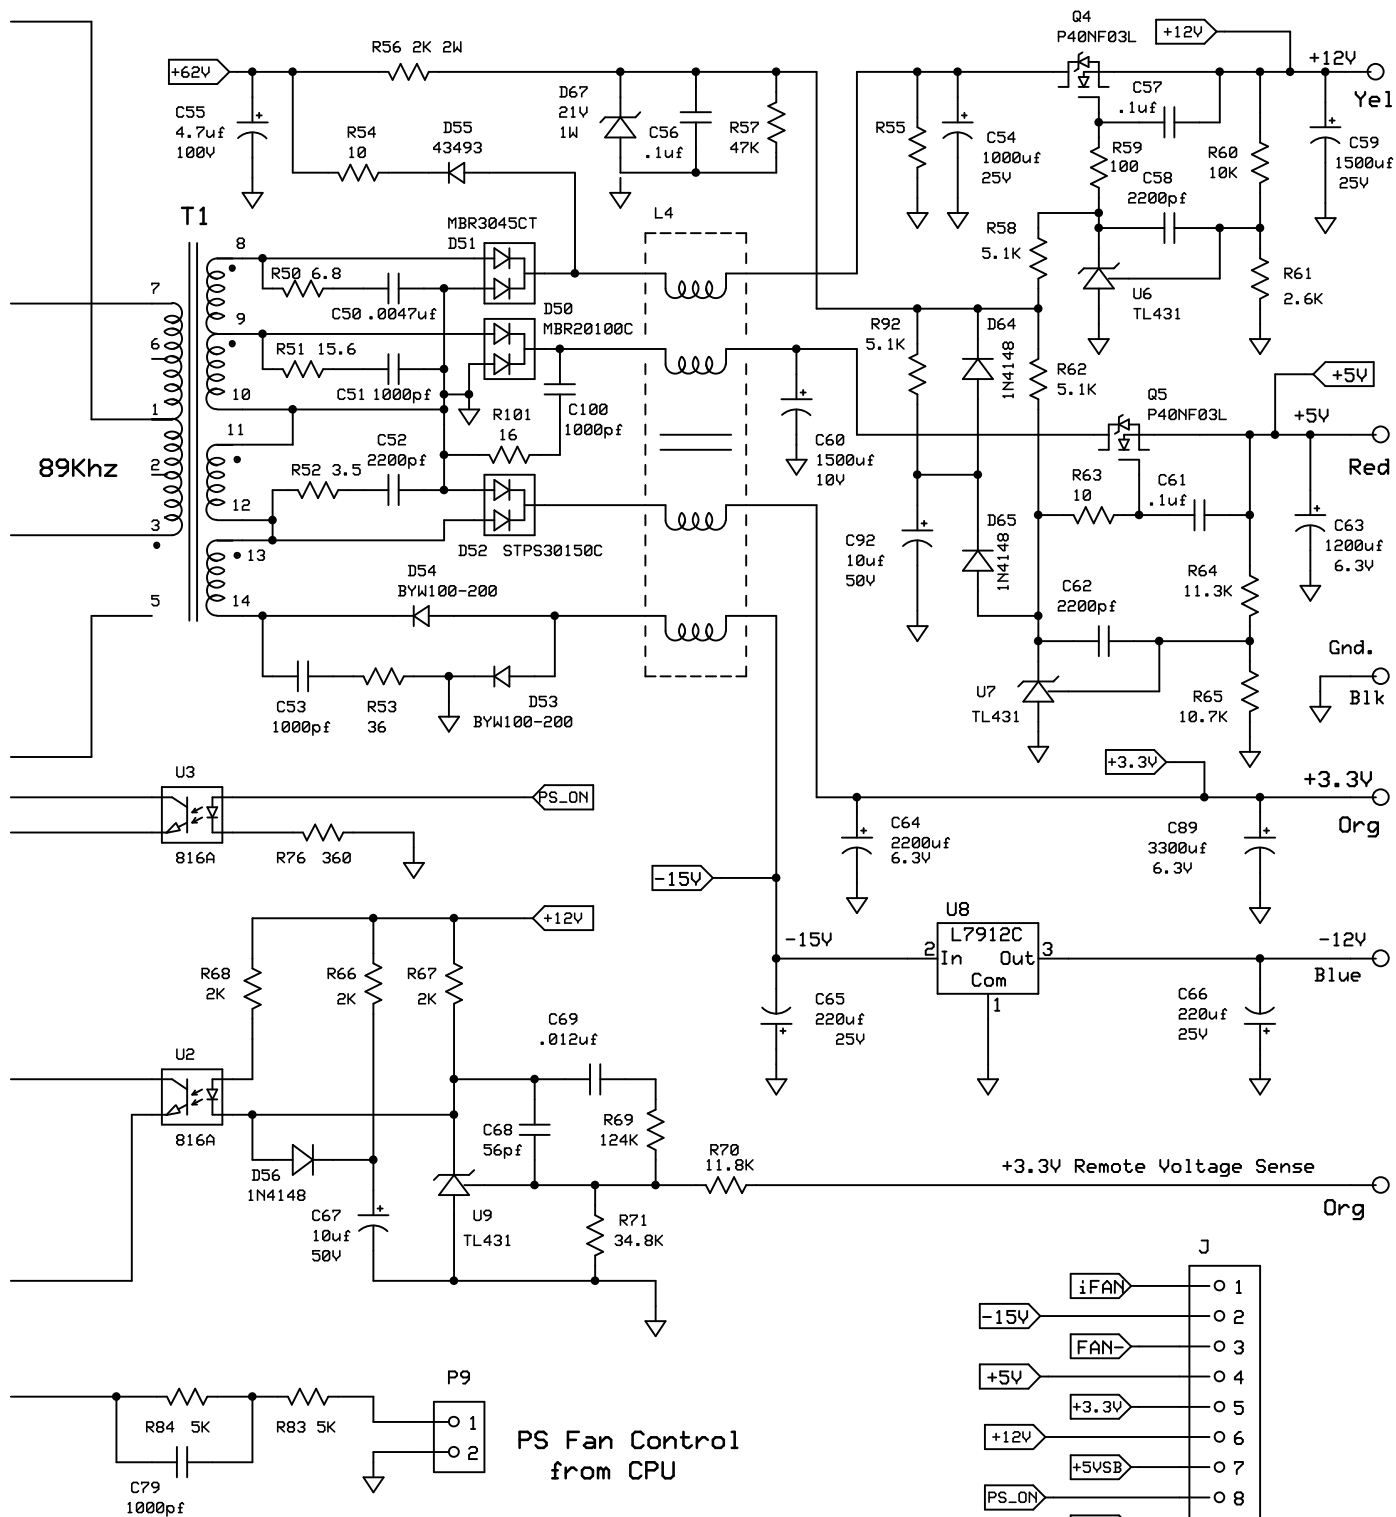 Q4
P40NF03L
+12V
+12V
Yel
+62V
R56 2K 2W
C55
4.7uf
100V
R54
10
D55
43493
D67
21V
1W
C56
.1uf
R57
47K
R55
C54
1000uf
25V
C57
.1uf
R59
100
C58
2200pf
R60
10K
C59
1500uf
25V
T1
MBR3045CT
D51
L4
R58
5.1K
U6
TL431
R61
2.6K
8
R50 6.8
C50 .0047uf
7
9
D50
MBR20100C
6
R51 15.6
C51 1000pf
10
1
11
R101
16
C100
1000pf
C52
2200pf
89Khz
2
R52 3.5
12
3
13
D52 STPS30150C
D54
BYW100-200
5
14
C53
1000pf
R53
36
D53
BYW100-200
R92
5.1K
D64
1N4148
R62
5.1K
C60
1500uf
10V
Q5
P40NF03L
+5V
+5V
Red
R63
10
C61
.1uf
C92
10uf
50V
D65
1N4148
C62
2200pf
R64
11.3K
C63
1200uf
6.3V
U7
TL431
R65
10.7K
Gnd.
Blk
U3
PS_ON
816A
R76 360
+3.3V
+3.3V
Org
C64
2200uf
6.3V
C89
3300uf
6.3V
-15V
+12V
R68
2K
R66
2K
R67
2K
-15V
U8
L7912C
2
In
Out
3
Com
1
-12V
Blue
C65
220uf
25V
C66
220uf
25V
U2
816A
C69
.012uf
C68
56pf
R69
124K
R70
11.8K
+3.3V Remote Voltage Sense
Org
D56
1N4148
C67
10uf
50V
U9
TL431
R71
34.8K
J
iFAN
1
-15V
2
FAN-
3
+5V
4
+3.3V
5
+12V
6
+5VSB
7
PS_ON
8
P9
1
2
R84 5K
R83 5K
C79
1000pf
PS Fan Control
from CPU